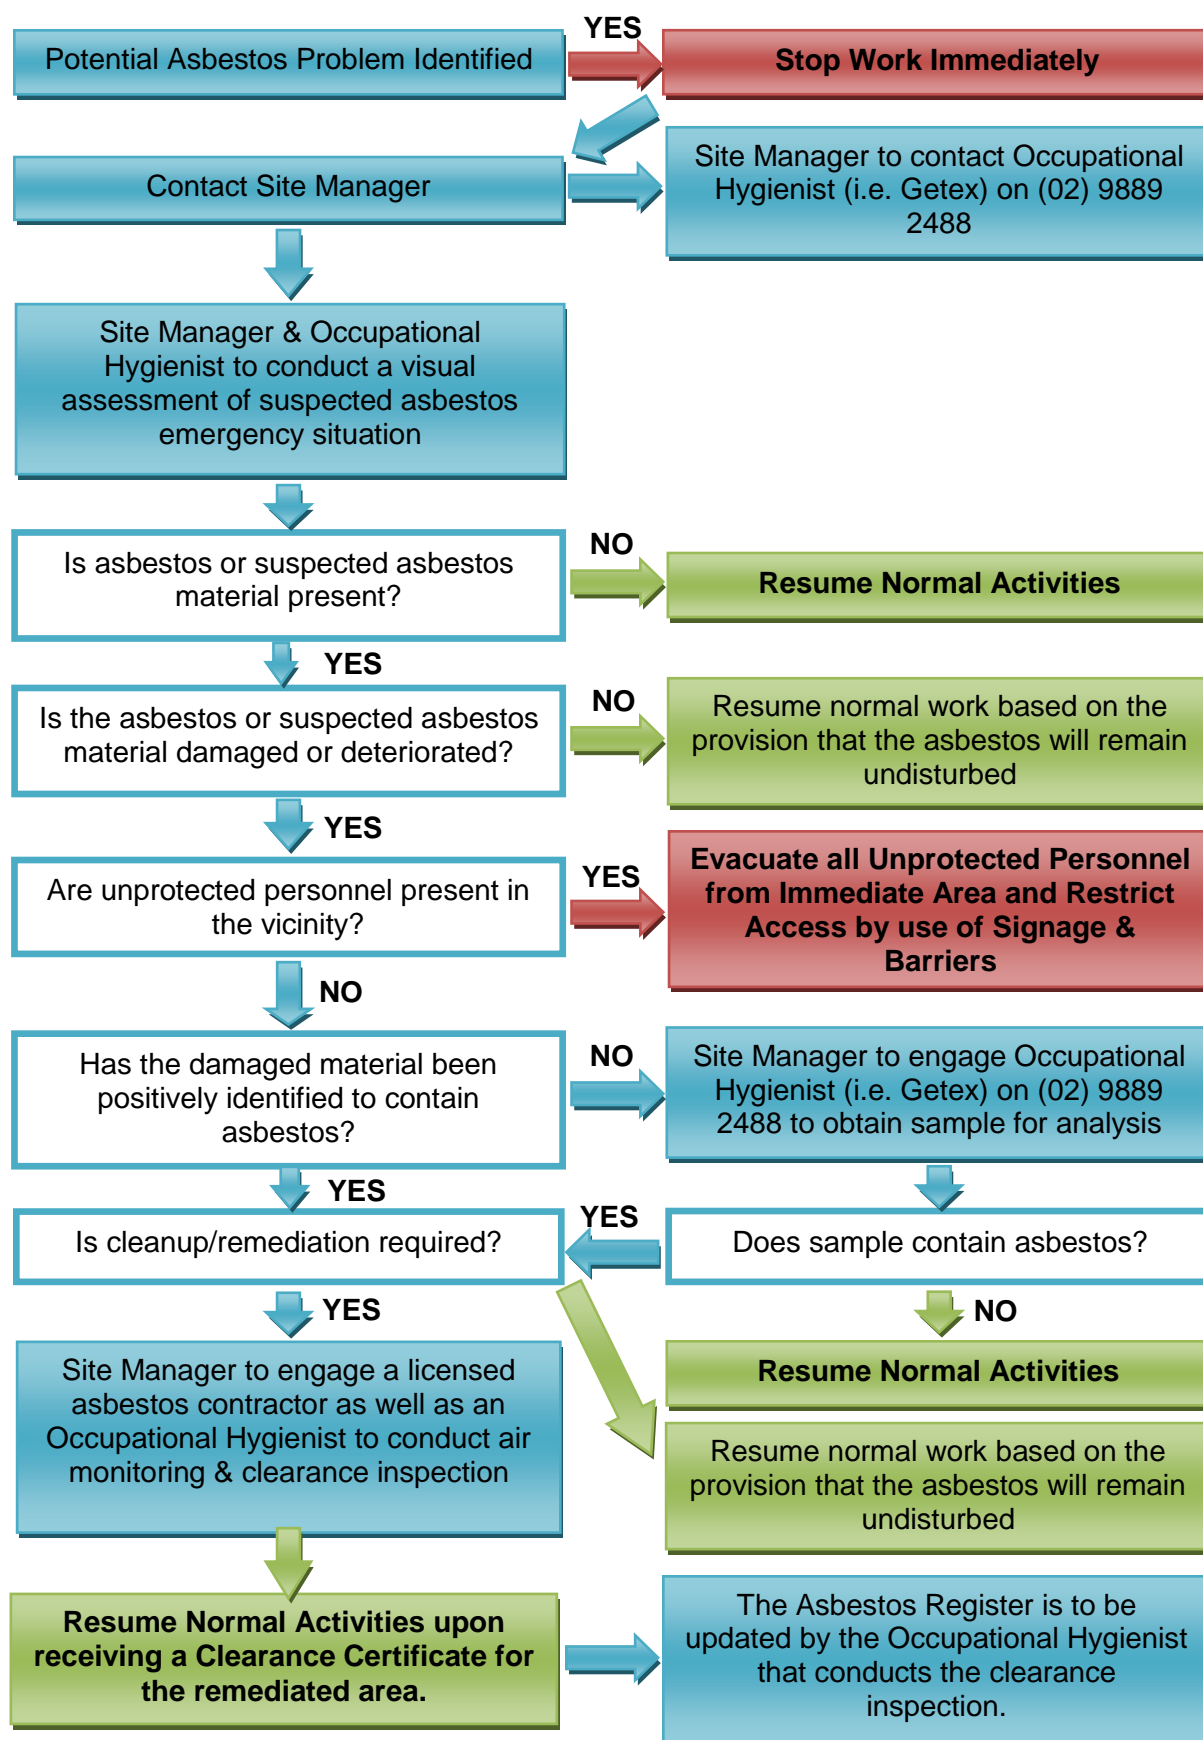 YES
Potential Asbestos Problem Identified
Stop Work Immediately
Contact Site Manager
Site Manager to contact Occupational
Hygienist (i.e. Getex) on (02) 9889
2488
Site Manager & Occupational
Hygienist to conduct a visual
assessment of suspected asbestos
emergency situation
Is asbestos or suspected asbestos
material present?
NO
Resume Normal Activities
YES
Is the asbestos or suspected asbestos
material damaged or deteriorated?
NO
Resume normal work based on the
provision that the asbestos will remain
undisturbed
YES
Are unprotected personnel present in
the vicinity?
YES
Evacuate all Unprotected Personnel
from Immediate Area and Restrict
Access by use of Signage &
Barriers
NO
Has the damaged material been
positively identified to contain
asbestos?
NO
Site Manager to engage Occupational
Hygienist (i.e. Getex) on (02) 9889
2488 to obtain sample for analysis
YES
Is cleanup/remediation required?
YES
Does sample contain asbestos?
YES
NO
Site Manager to engage a licensed
asbestos contractor as well as an
Occupational Hygienist to conduct air
monitoring & clearance inspection
Resume Normal Activities
Resume normal work based on the
provision that the asbestos will remain
undisturbed
Resume Normal Activities upon
receiving a Clearance Certificate for
the remediated area.
The Asbestos Register is to be
updated by the Occupational Hygienist
that conducts the clearance
inspection.